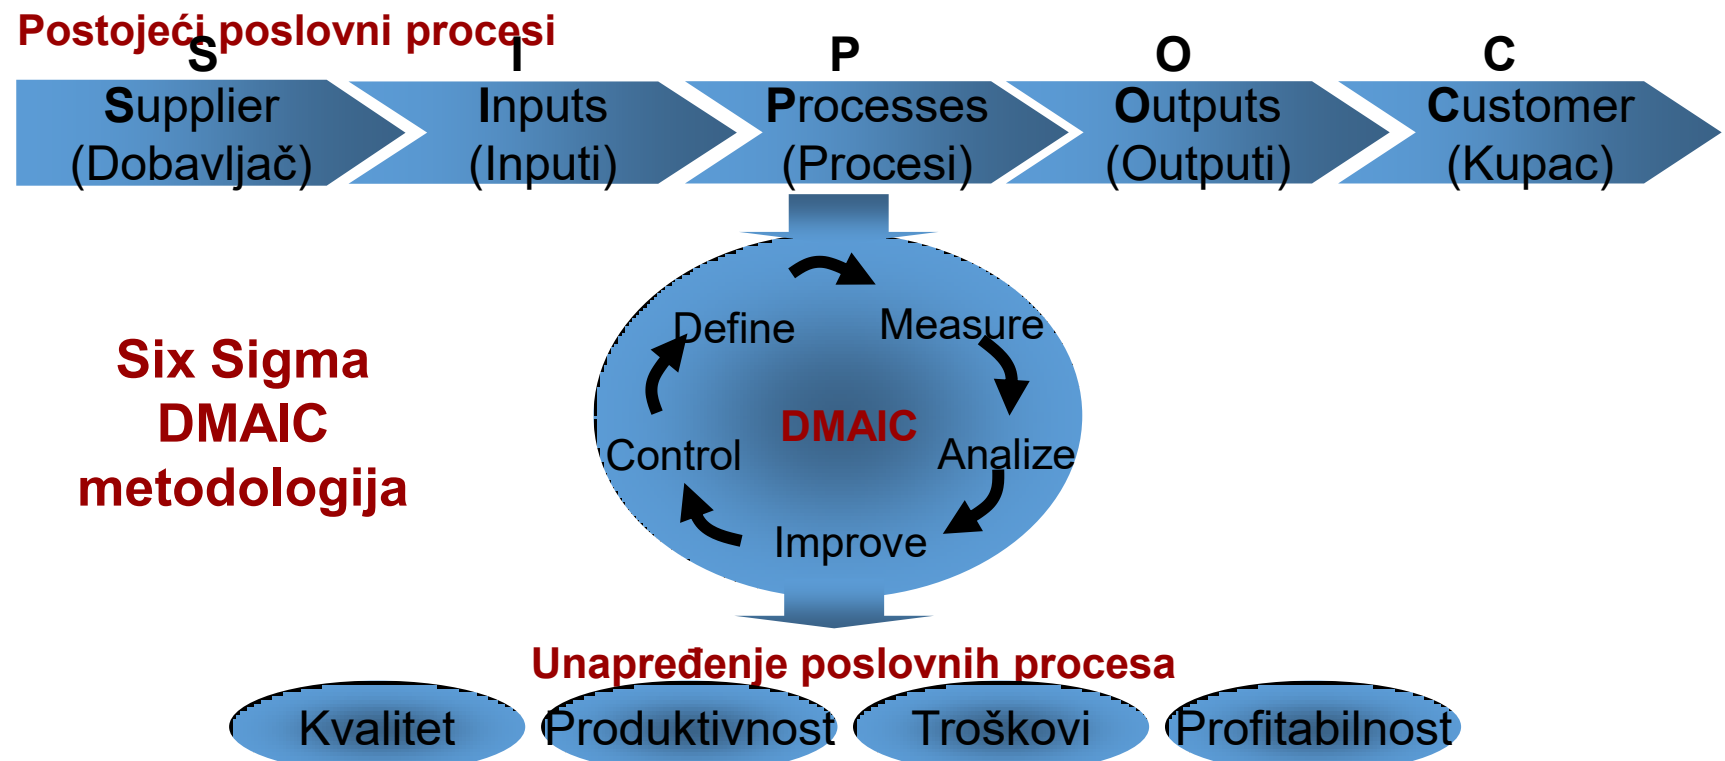 Postojeći poslovni procesi
S I P O C
Supplier
(Dobavljač)
Inputs
(Inputi)
Processes
(Procesi)
Outputs
(Outputi)
Customer
(Kupac)
Define
Measure
Six Sigma
DMAIC
metodologija
DMAIC
Control
Analize
Improve
Unapređenje poslovnih procesa
Kvalitet
Produktivnost
Troškovi
Profitabilnost